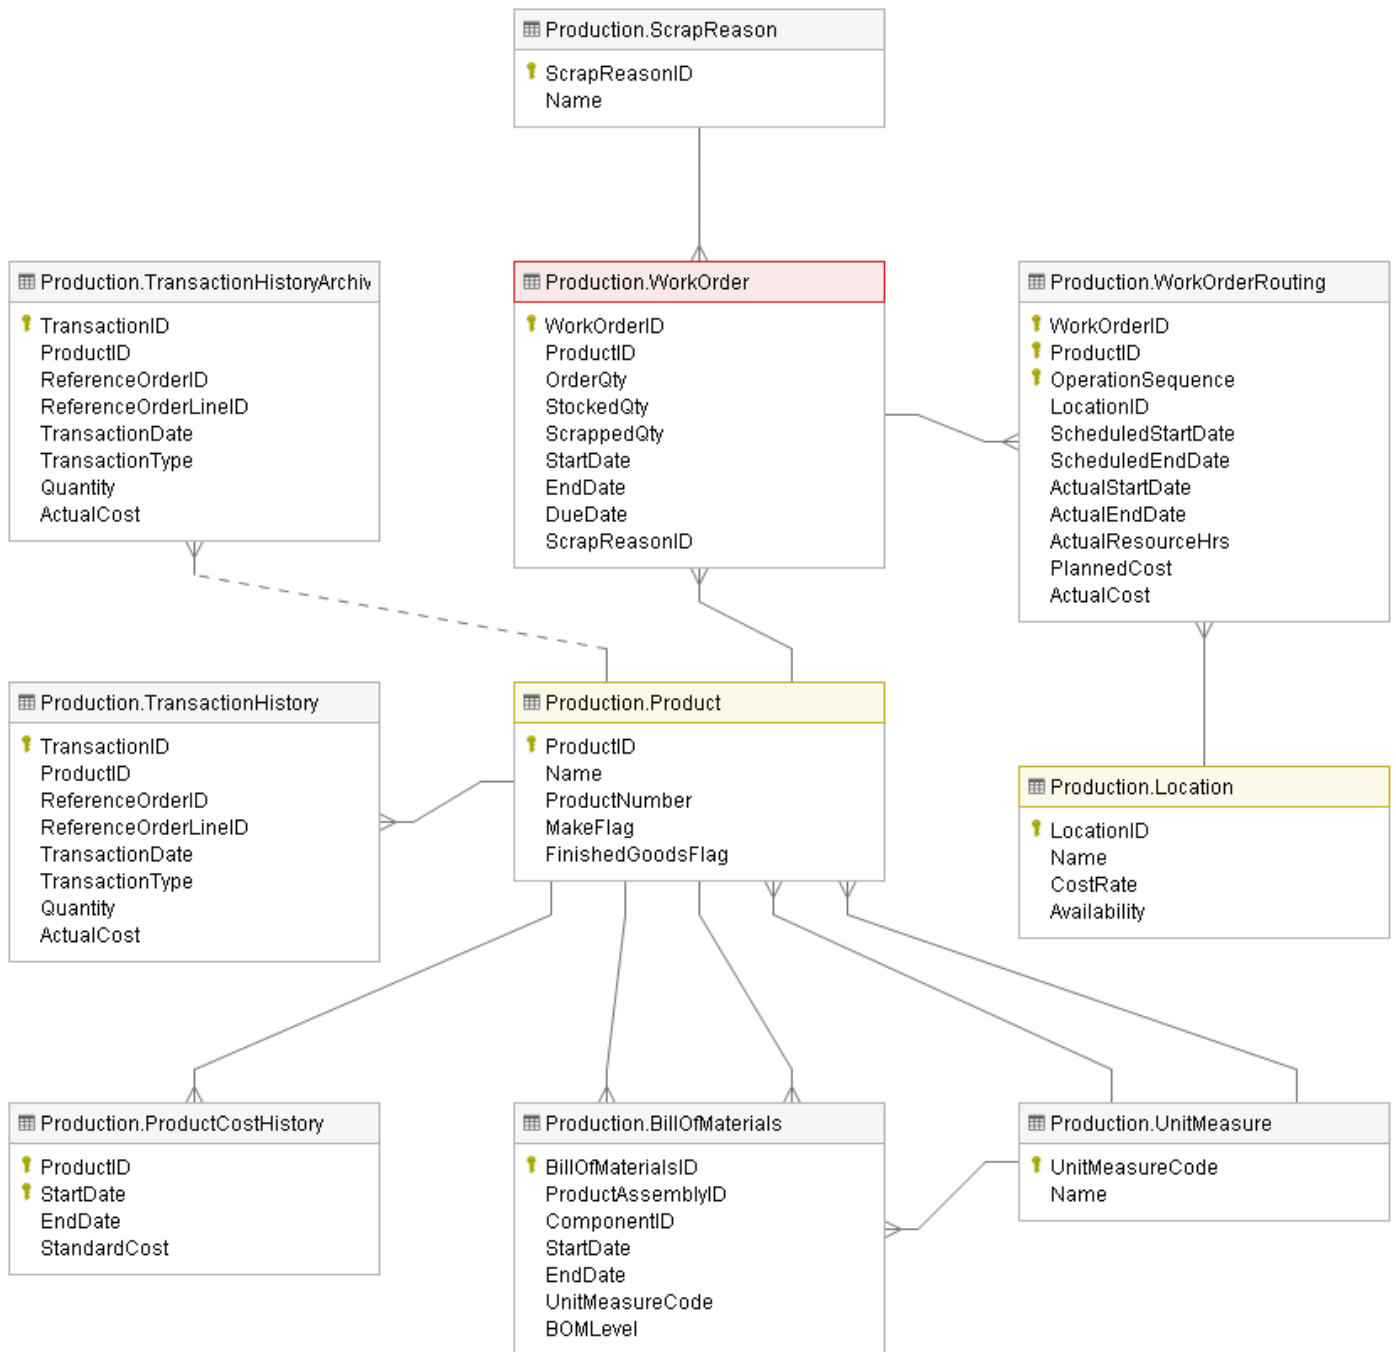 Production.ScrapReason
ScrapReasonID
Name
Production.TransactionHistoryArchiv
TransactionID
ProductID
ReferenceOrderID
ReferenceOrderLineID
TransactionDate
TransactionType
Quantity
ActualCost
Production.WorkOrder
WorkOrderID
ProductID
OrderQty
StockedQty
ScrappedQty
StartDate
EndDate
DueDate
ScrapReasonID
Production.WorkOrderRouting
WorkOrderID
ProductID
OperationSequence
LocationID
ScheduledStartDate
ScheduledEndDate
ActualStartDate
ActualEndDate
ActualResourceHrs
PlannedCost
ActualCost
Production.TransactionHistory
TransactionID
ProductID
ReferenceOrderID
ReferenceOrderLineID
TransactionDate
TransactionType
Quantity
ActualCost
Production.Product
ProductID
Name
ProductNumber
MakeFlag
FinishedGoodsFlag
Production.Location
LocationID
Name
CostRate
Availability
Production.ProductCostHistory
ProductID
StartDate
EndDate
StandardCost
Production.BillOfMaterials
BillOfMaterialsID
ProductAssemblyID
ComponentID
StartDate
EndDate
UnitMeasureCode
BOMLevel
Production.UnitMeasure
UnitMeasureCode
Name